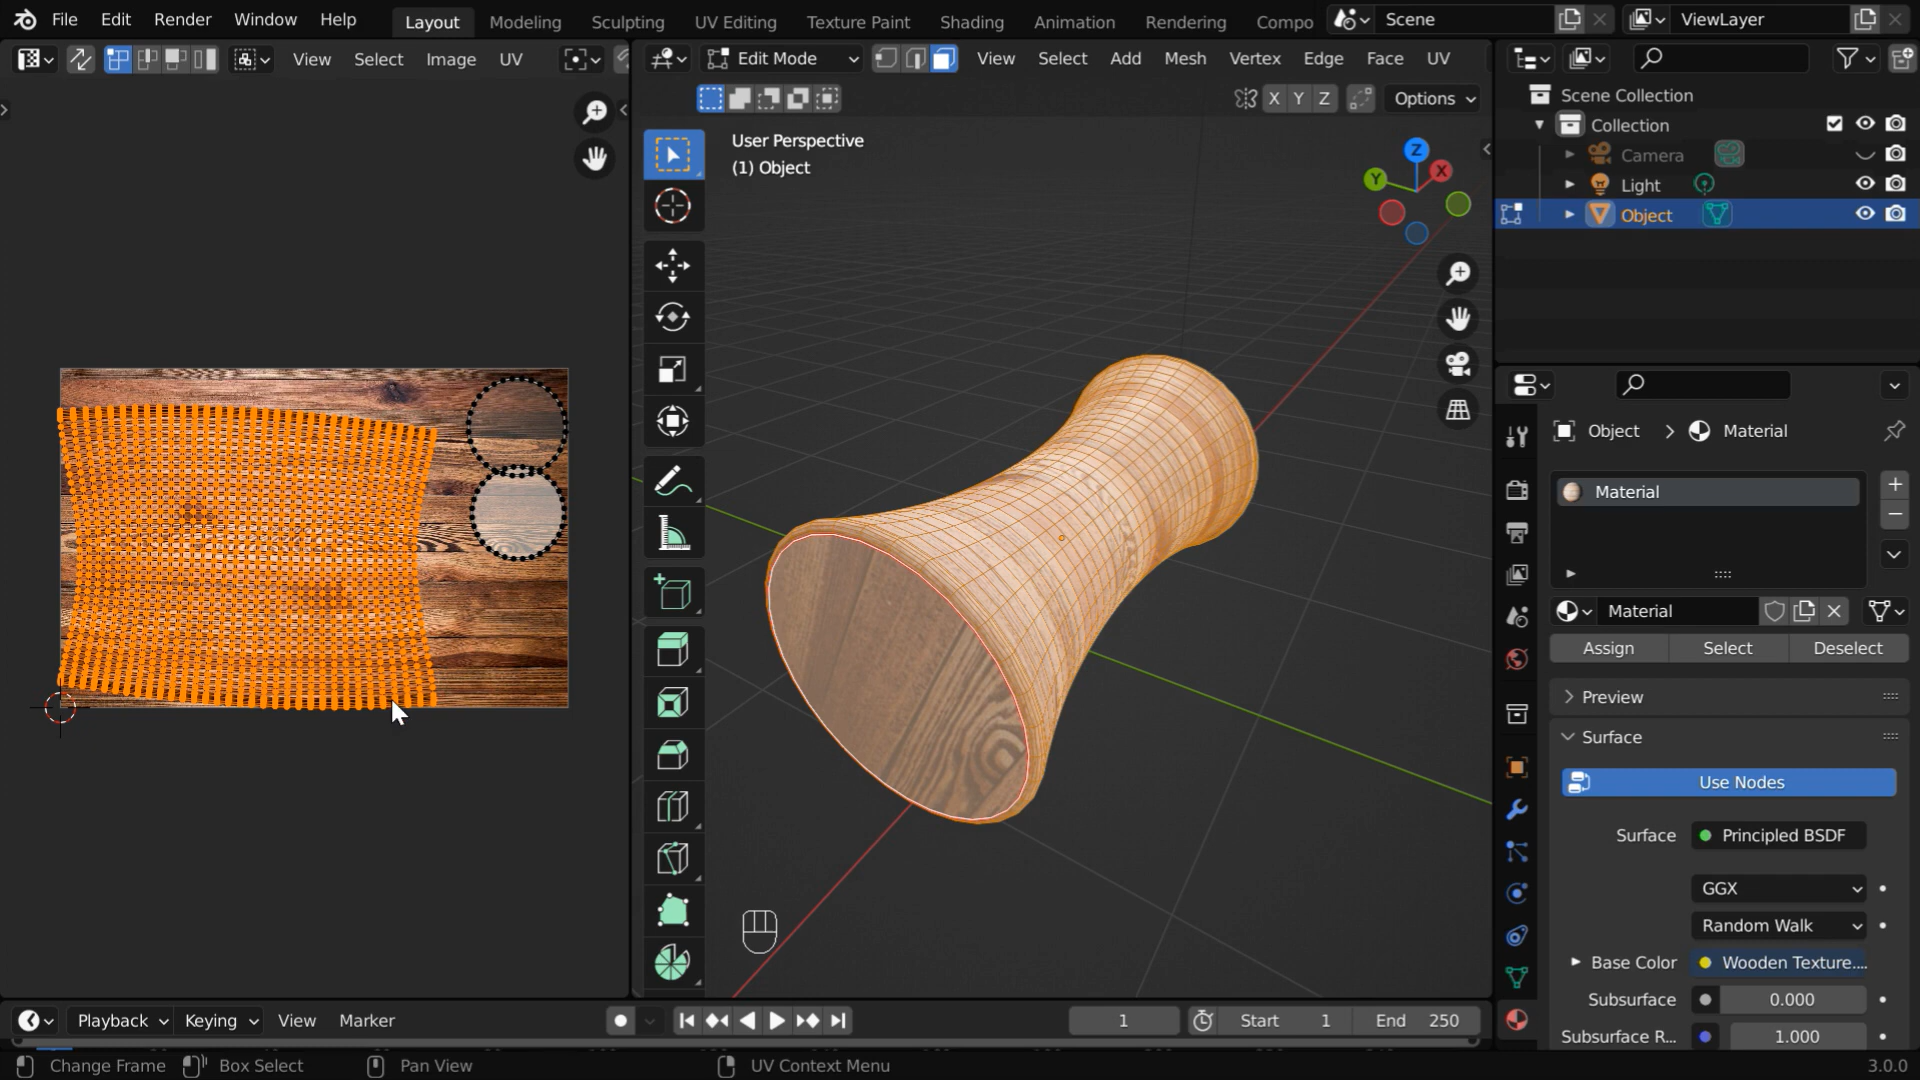 File Edit Render Window Help Layout Modeling Sculpting UV Editing Texture Paint Shading Animation Rendering Compo Scene ViewLayer
View Select Image UV Edit Mode View Select Add Mesh Vertex Edge Face UV
X Y Z Options
Scene Collection
Collection
Camera
Light
Object
User Perspective
(1) Object
Z
X
Y
Object > Material
Material
Material
Assign Select Deselect
Preview
Surface
Use Nodes
Surface Principled BSDF
GGX
Random Walk
Base Color Wooden Texture....
Subsurface 0.000
Subsurface R... 1.000
Playback Keying View Marker 1 Start 1 End 250
Change Frame Box Select Pan View UV Context Menu 3.0.0